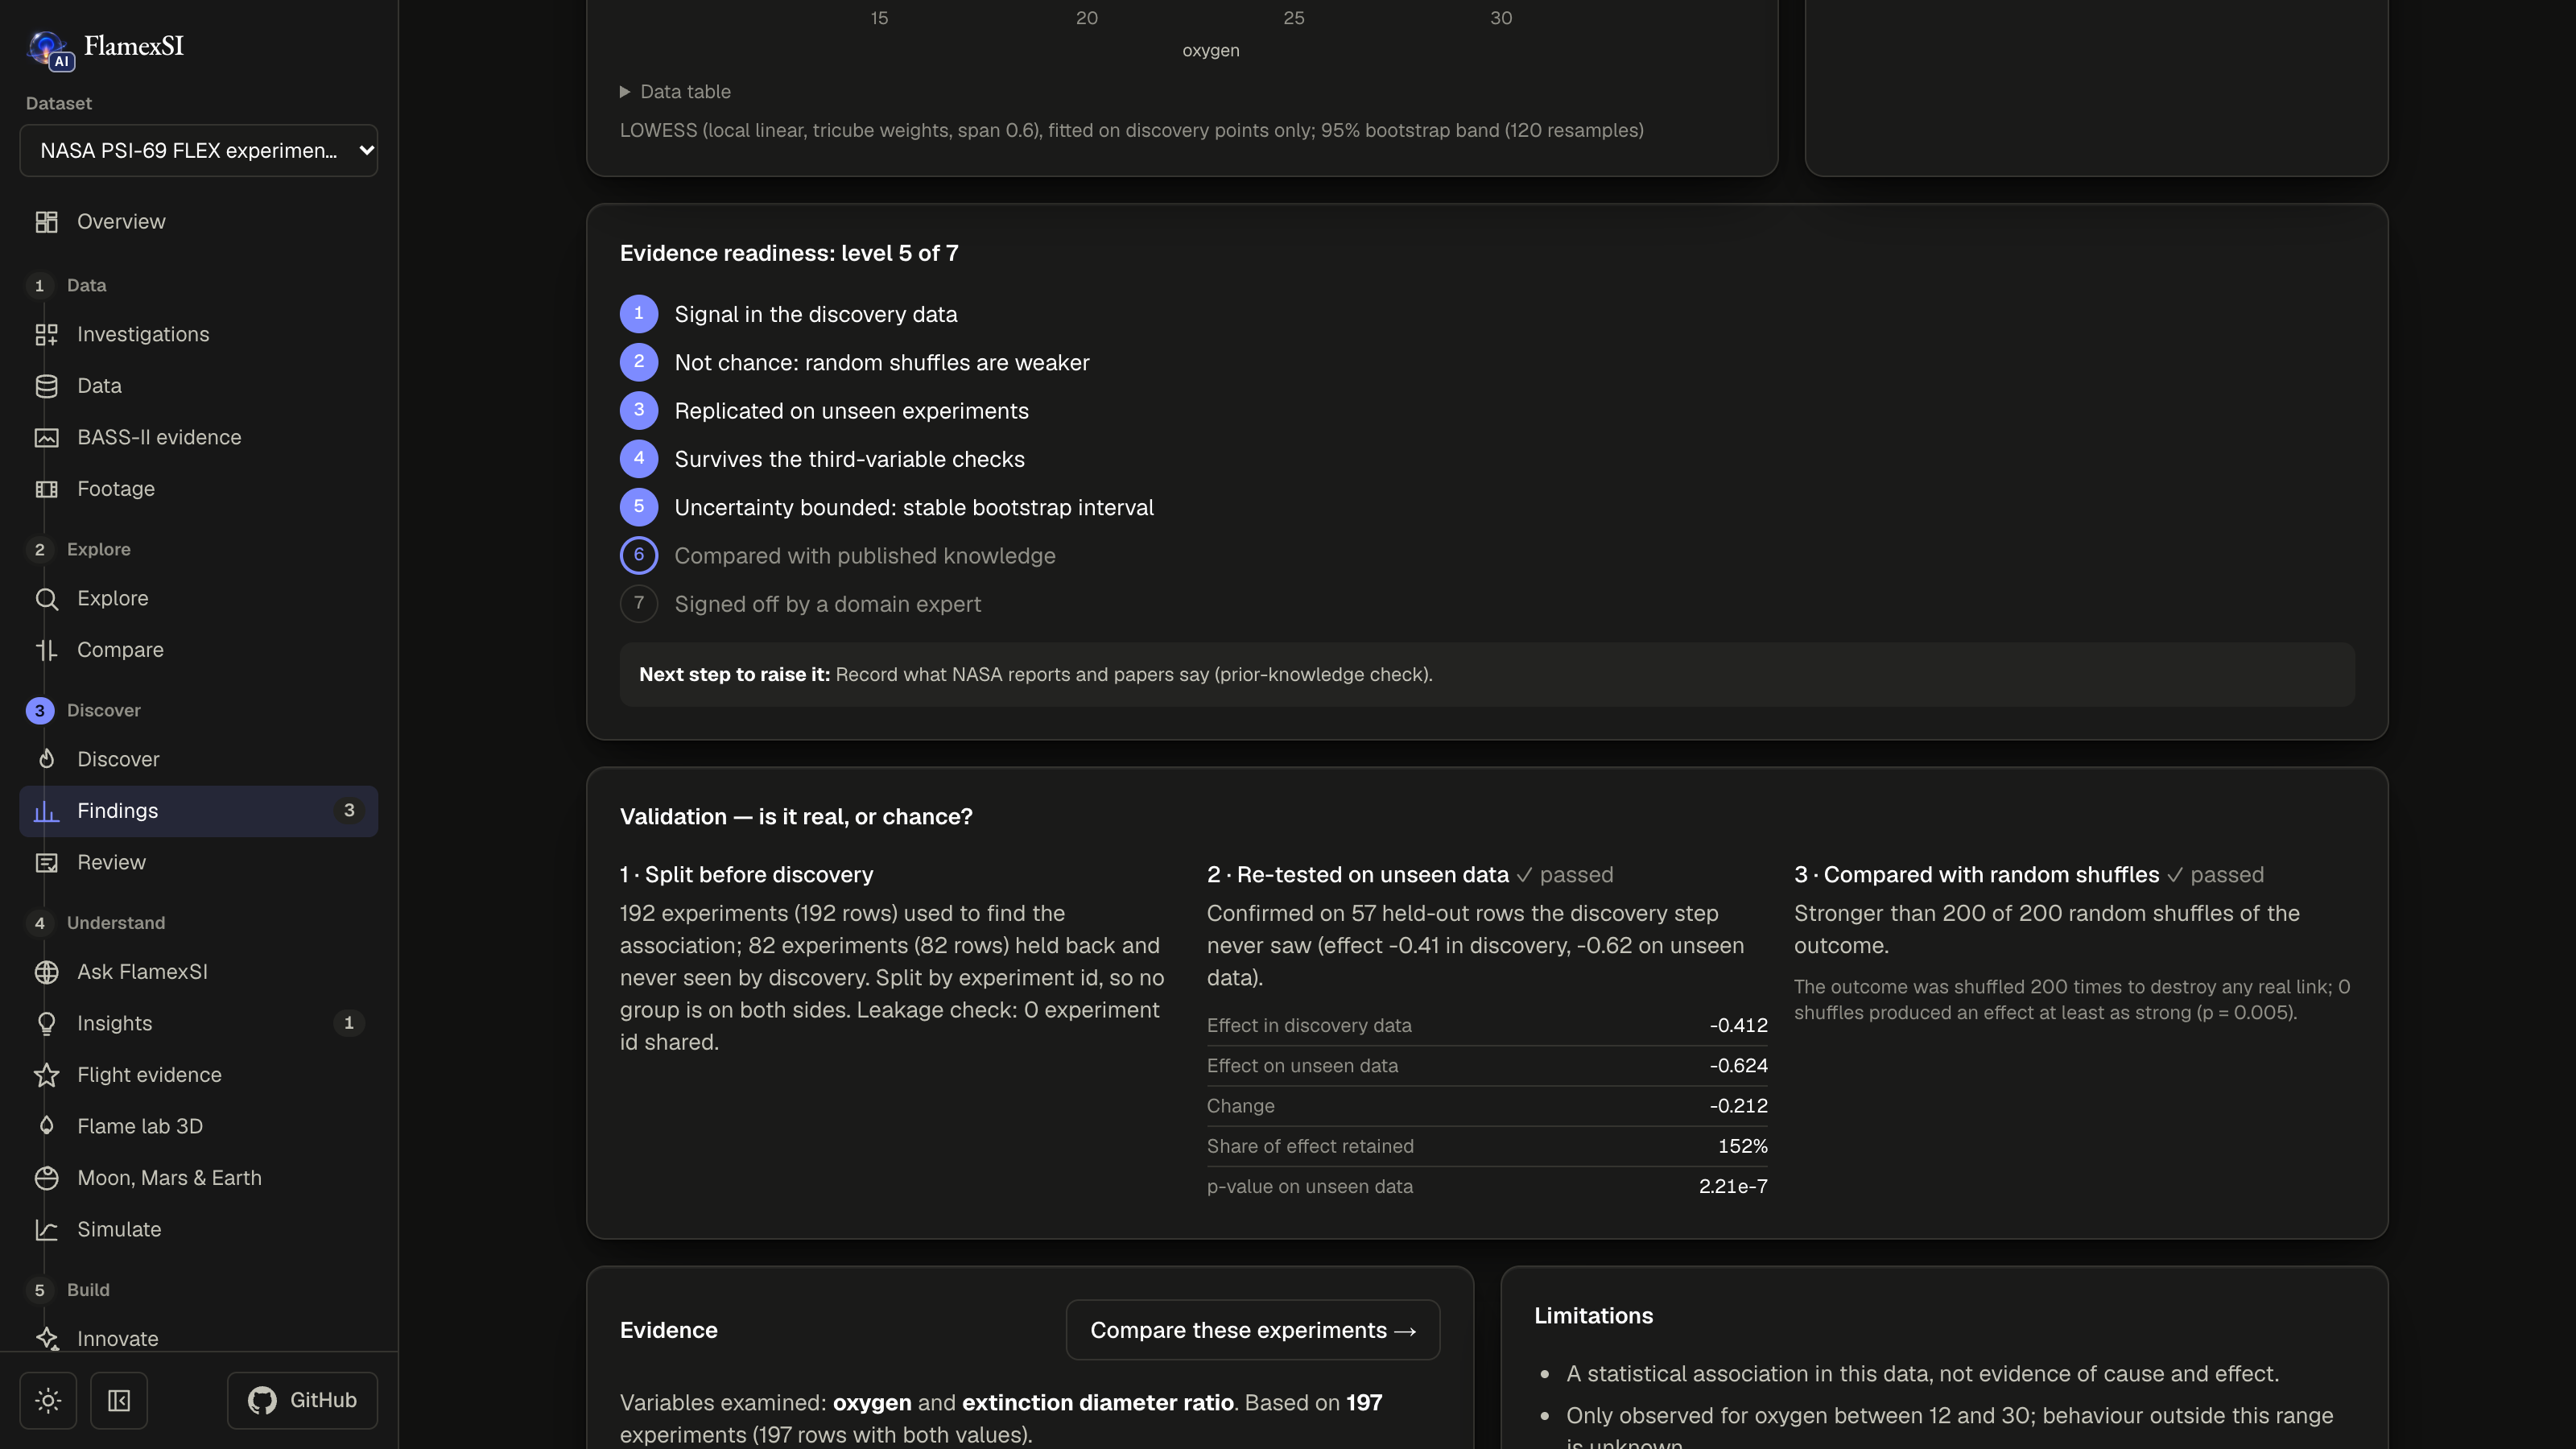 FlamexSI
AI
Dataset
NASA PSI-69 FLEX experimen...
Overview
1 Data
Investigations
Data
BASS-II evidence
Footage
2 Explore
Explore
Compare
3 Discover
Discover
Findings 3
Review
4 Understand
Ask FlamexSI
Insights 1
Flight evidence
Flame lab 3D
Moon, Mars & Earth
Simulate
5 Build
Innovate
GitHub
15 20 25 30
oxygen
Data table
LOWESS (local linear, tricube weights, span 0.6), fitted on discovery points only; 95% bootstrap band (120 resamples)
Evidence readiness: level 5 of 7
1 Signal in the discovery data
2 Not chance: random shuffles are weaker
3 Replicated on unseen experiments
4 Survives the third-variable checks
5 Uncertainty bounded: stable bootstrap interval
6 Compared with published knowledge
7 Signed off by a domain expert
Next step to raise it: Record what NASA reports and papers say (prior-knowledge check).
Validation — is it real, or chance?
1 · Split before discovery
192 experiments (192 rows) used to find the
association; 82 experiments (82 rows) held back and
never seen by discovery. Split by experiment id, so no
group is on both sides. Leakage check: 0 experiment
id shared.
2 · Re-tested on unseen data ✓ passed
Confirmed on 57 held-out rows the discovery step
never saw (effect -0.41 in discovery, -0.62 on unseen
data).
Effect in discovery data -0.412
Effect on unseen data -0.624
Change -0.212
Share of effect retained 152%
p-value on unseen data 2.21e-7
3 · Compared with random shuffles ✓ passed
Stronger than 200 of 200 random shuffles of the
outcome.
The outcome was shuffled 200 times to destroy any real link; 0
shuffles produced an effect at least as strong (p = 0.005).
Evidence
Compare these experiments →
Variables examined: oxygen and extinction diameter ratio. Based on 197
experiments (197 rows with both values).
Limitations
• A statistical association in this data, not evidence of cause and effect.
• Only observed for oxygen between 12 and 30; behaviour outside this range
is unknown